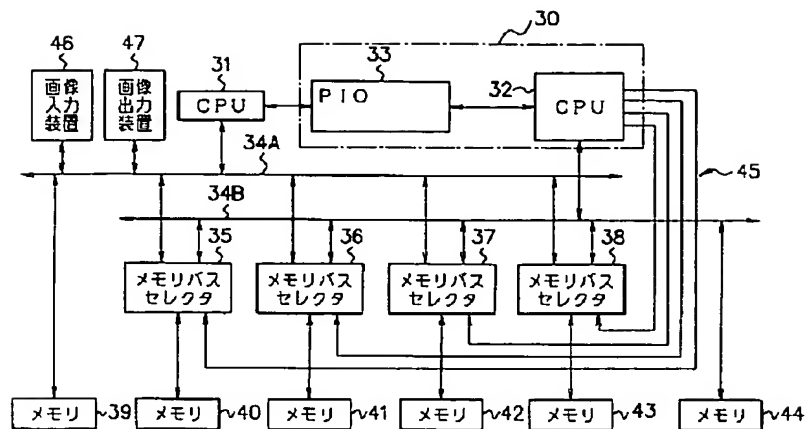 46
47
画像入力装置
画像出力装置
31
CPU
30
33
PIO
32
CPU
34A
45
34B
35
36
37
38
メモリバス
セレクタ
メモリバス
セレクタ
メモリバス
セレクタ
メモリバス
セレクタ
メモリ 39
メモリ 40
メモリ 41
メモリ 42
メモリ 43
メモリ 44